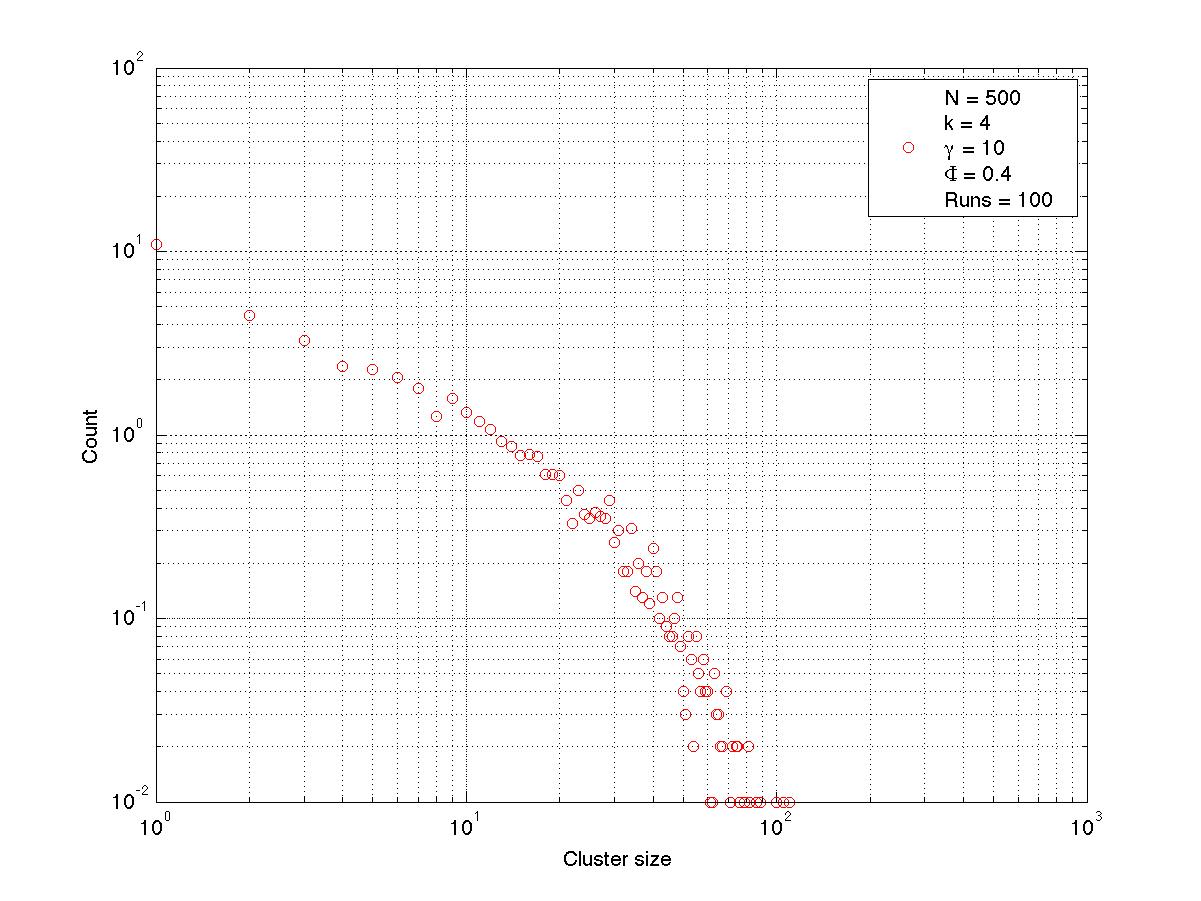 10^2
10^1
10^0
10^-1
10^-2
Count
10^0 10^1 10^2 10^3
Cluster size
N = 500
k = 4
γ = 10
Φ = 0.4
Runs = 100